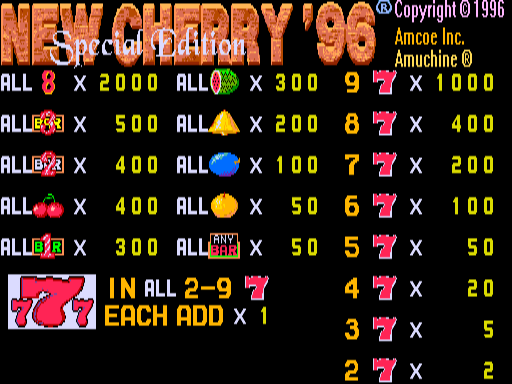 NEW CHERRY '96
Special Edition
® Copyright © 1996
Amcoe Inc.
Amuchine ®
ALL 8 X 2000 ALL X 300 9 7 X 1000
ALL BAR 3 X 500 ALL X 200 8 7 X 400
ALL BAR 2 X 400 ALL X 100 7 7 X 200
ALL X 400 ALL X 50 6 7 X 100
ALL BAR 1 X 300 ALL ANY BAR X 50 5 7 X 50
777 IN ALL 2-9 7 4 7 X 20
EACH ADD X 1 3 7 X 5
2 7 X 2